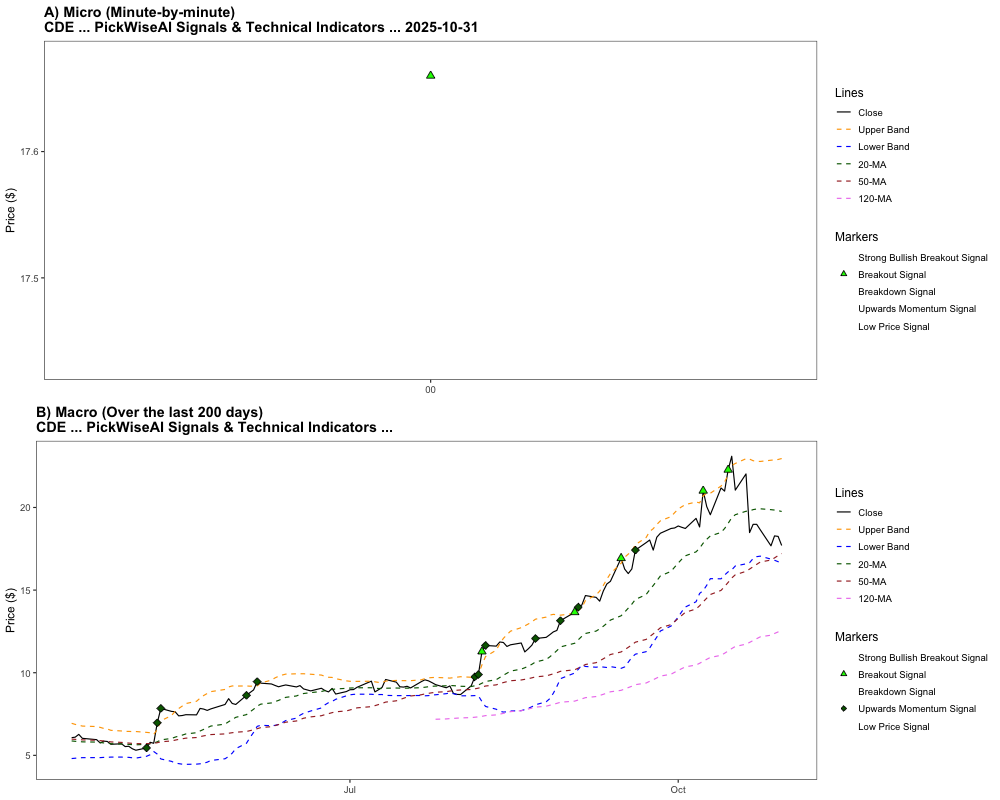 A) Micro (Minute-by-minute)
CDE ... PickWiseAI Signals & Technical Indicators ... 2025-10-31
Price ($)
17.6
17.5
00
Lines
Close
Upper Band
Lower Band
20-MA
50-MA
120-MA
Markers
Strong Bullish Breakout Signal
Breakout Signal
Breakdown Signal
Upwards Momentum Signal
Low Price Signal
B) Macro (Over the last 200 days)
CDE ... PickWiseAI Signals & Technical Indicators ...
Price ($)
20
15
10
5
Jul
Oct
Lines
Close
Upper Band
Lower Band
20-MA
50-MA
120-MA
Markers
Strong Bullish Breakout Signal
Breakout Signal
Breakdown Signal
Upwards Momentum Signal
Low Price Signal